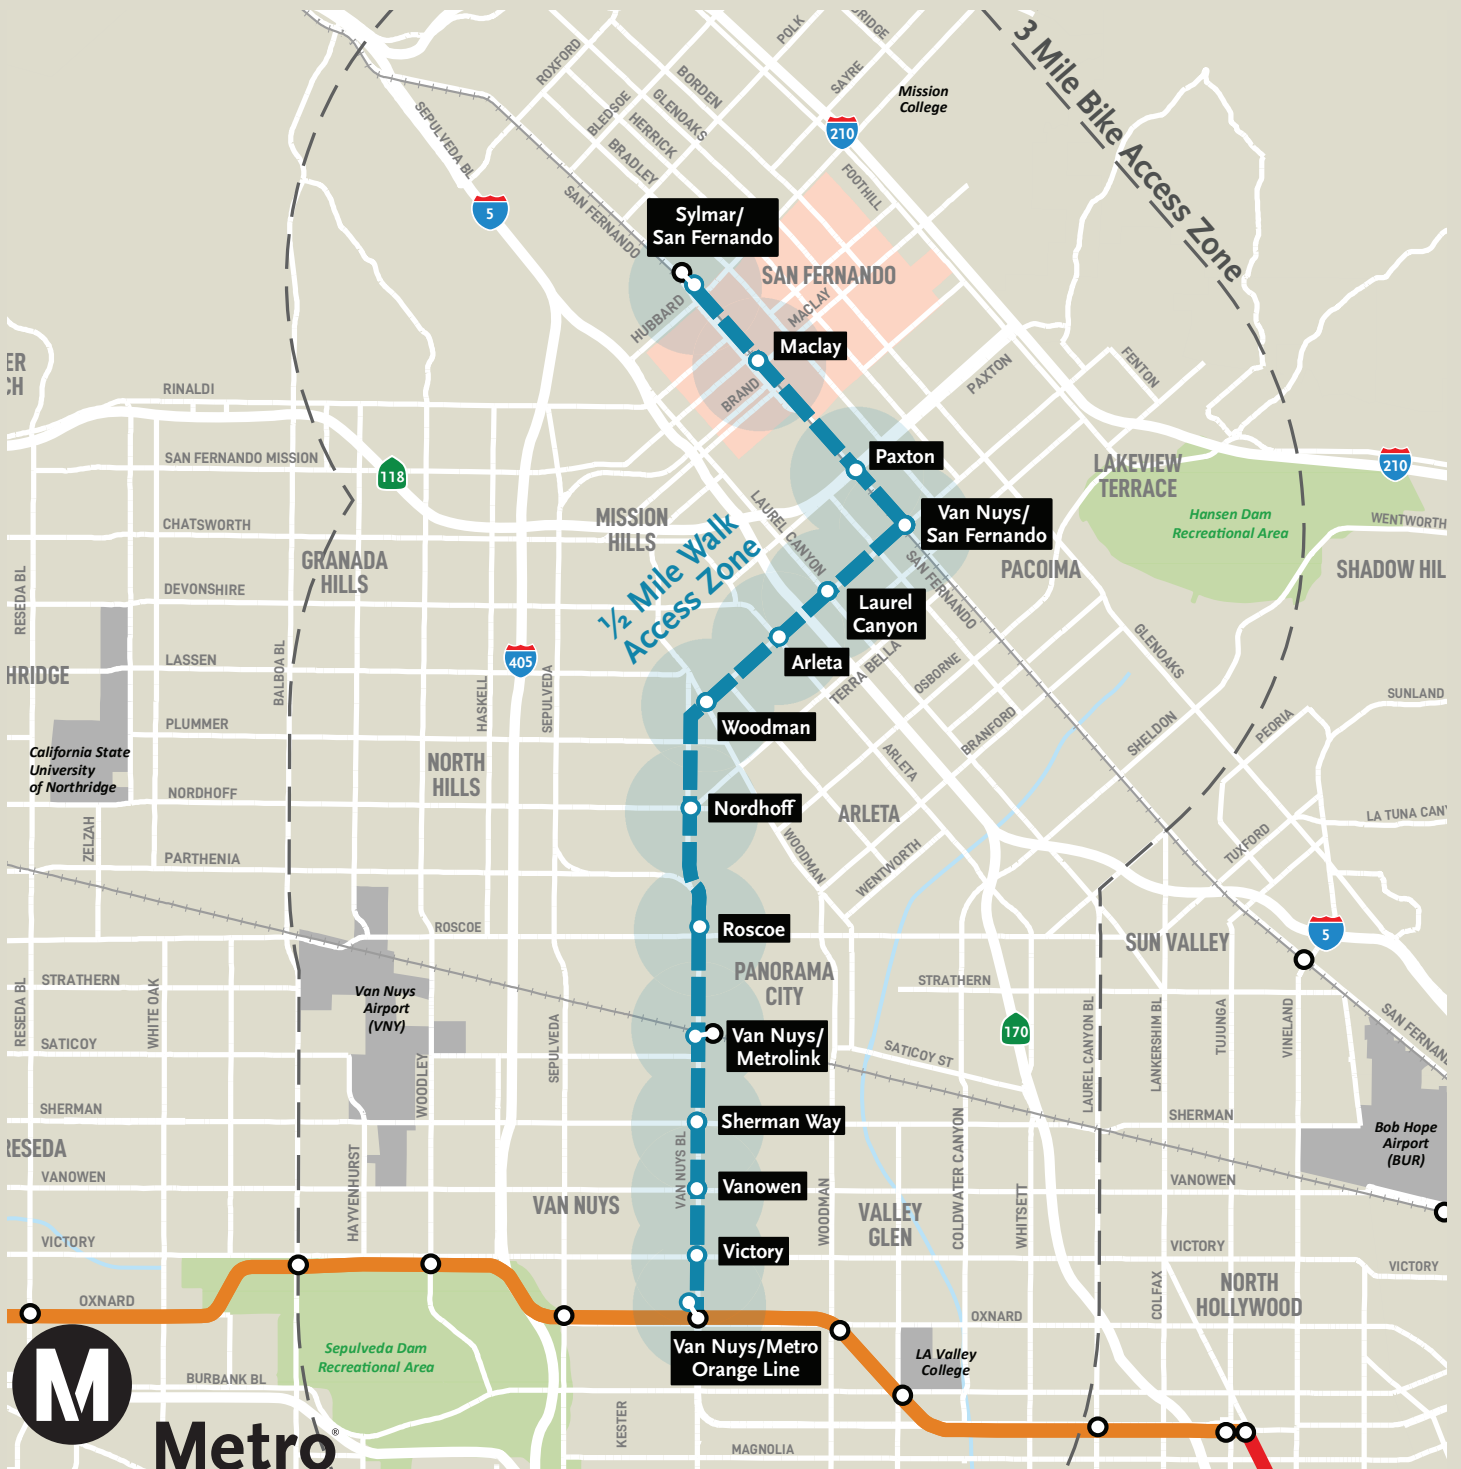 3 Mile Bike Access Zone
POLK
BRIDGE
ROXFORD
BORDEN
SAYRE
Mission
College
BLEDSOE
GLENOAKS
HERRICK
BRADLEY
210
SEPULVEDA BL
SAN FERNANDO
FOOTHILL
5
Sylmar/
San Fernando
SAN FERNANDO
HUBBARD
MACLAY
Maclay
BRAND
PAXTON
FENTON
RINALDI
SAN FERNANDO MISSION
118
Paxton
LAKEVIEW
TERRACE
210
Hansen Dam
Recreational Area
WENTWORTH
CHATSWORTH
MISSION
HILLS
LAUREL CANYON
Van Nuys/
San Fernando
GRANADA
HILLS
½ Mile Walk
Access Zone
SAN FERNANDO
PACOIMA
SHADOW HIL
RESEDA BL
DEVONSHIRE
Laurel
Canyon
GLENOAKS
LASSEN
405
Arleta
TERRA BELLA
OSBORNE
HRIDGE
BALBOA BL
HASKELL
SEPULVEDA
SUNLAND
PLUMMER
Woodman
BRANFORD
SHELDON
PEORIA
California State
University
of Northridge
NORTH
HILLS
ARLETA
NORDHOFF
Nordhoff
ARLETA
LA TUNA CAN
ZELZAH
PARTHENIA
WOODMAN
WENTWORTH
TUXFORD
ROSCOE
Roscoe
SUN VALLEY
5
STRATHERN
PANORAMA
CITY
STRATHERN
Van Nuys
Airport
(VNY)
RESEDA BL
WHITE OAK
SATICOY
SEPULVEDA
Van Nuys/
Metrolink
SATICOY ST
170
LAUREL CANYON BL
LANKERSHIM BL
TUJUNGA
VINELAND
SAN FERNAN
WOODLEY
SHERMAN
Sherman Way
SHERMAN
Bob Hope
Airport
(BUR)
RESEDA
VAN NUYS BL
COLDWATER CANYON
VANOWEN
HAYVENHURST
Vanowen
WOODMAN
WHITSETT
VANOWEN
VAN NUYS
VALLEY
GLEN
VICTORY
Victory
VICTORY
VICTORY
OXNARD
OXNARD
COLFAX
NORTH
HOLLYWOOD
Van Nuys/Metro
Orange Line
Sepulveda Dam
Recreational Area
LA Valley
College
BURBANK BL
KESTER
MAGNOLIA
M
Metro®